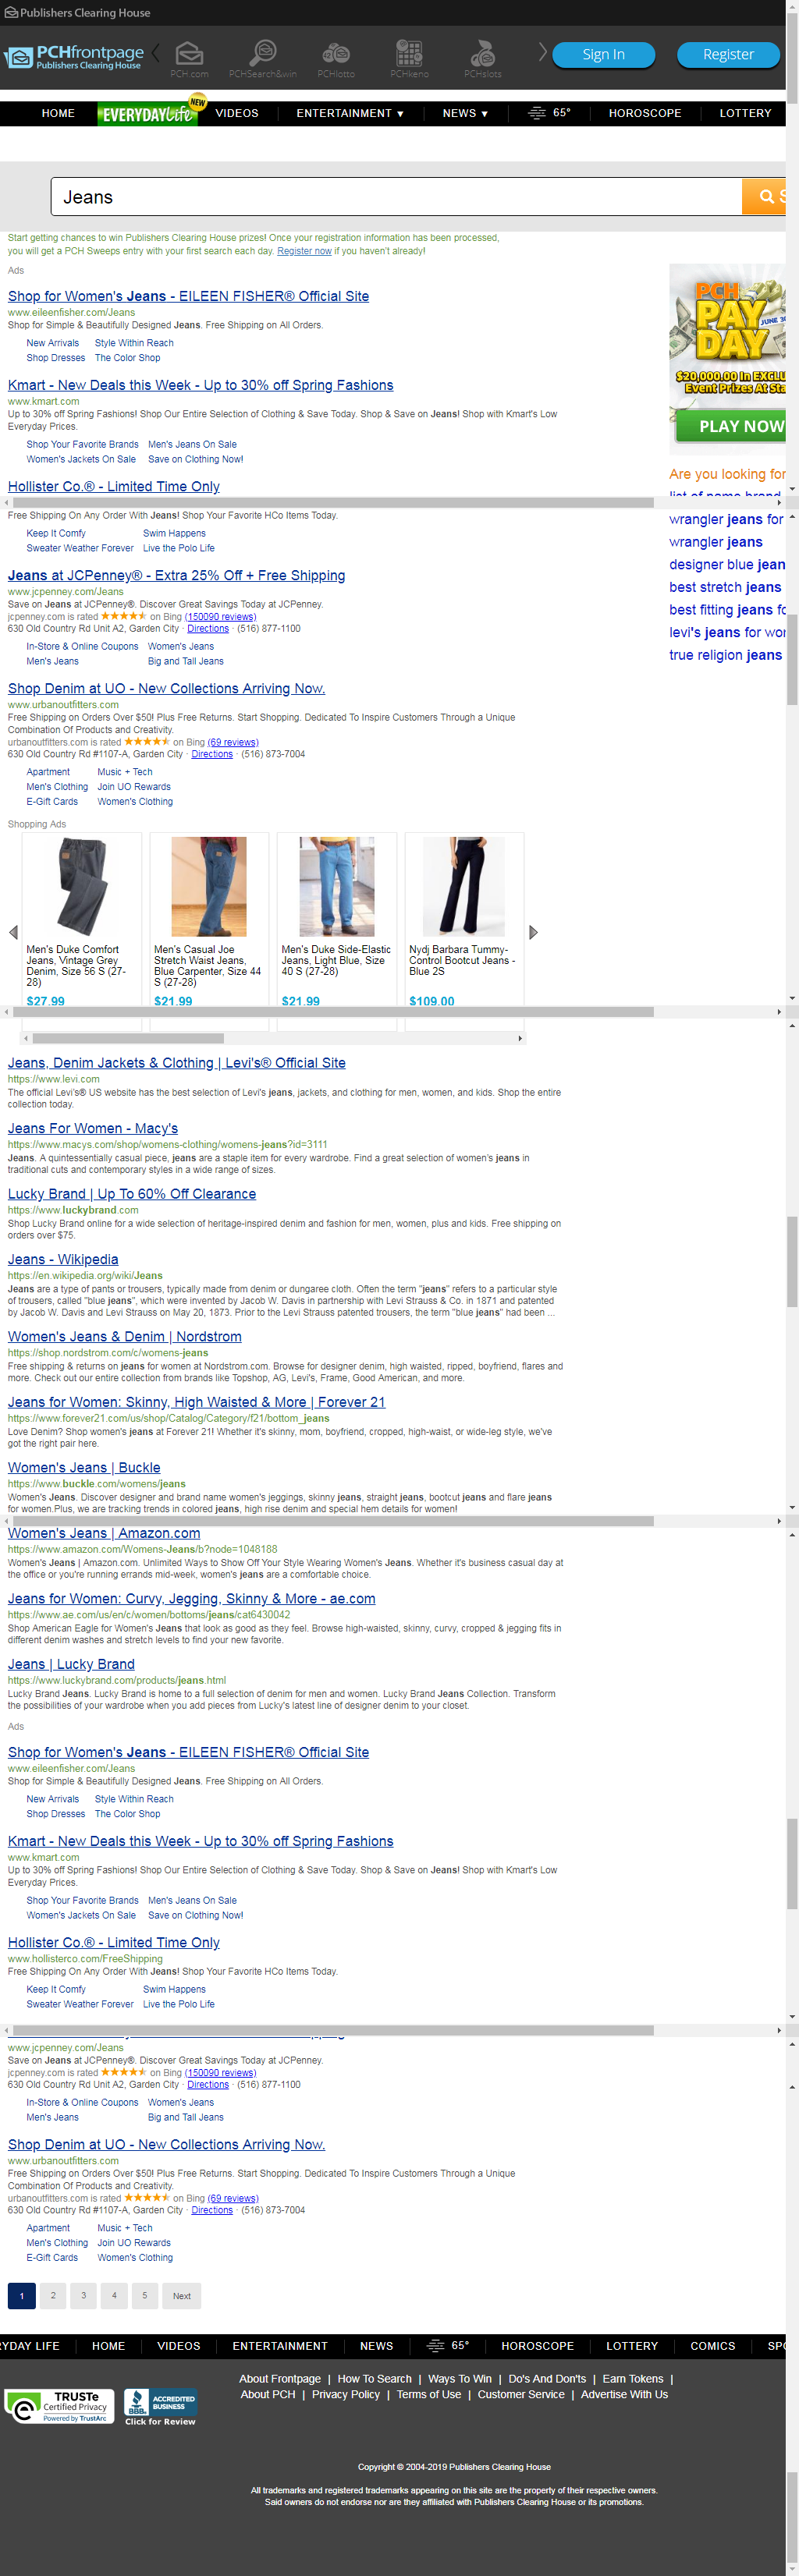 Publishers Clearing House
PCHfrontpage
Publishers Clearing House
PCH.com PCHSearch&win PCHlotto PCHkeno PCHslots
Sign In Register
HOME EVERYDAY Life NEW VIDEOS ENTERTAINMENT ▼ NEWS ▼ 65° HOROSCOPE LOTTERY
Jeans
Start getting chances to win Publishers Clearing House prizes! Once your registration information has been processed,
you will get a PCH Sweeps entry with your first search each day. Register now if you haven't already!
Ads
Shop for Women's Jeans - EILEEN FISHER® Official Site
www.eileenfisher.com/Jeans
Shop for Simple & Beautifully Designed Jeans. Free Shipping on All Orders.
New Arrivals Style Within Reach
Shop Dresses The Color Shop
PCH
PAY
DAY
JUNE 3
$20,000.00 In EXCLU
Event Prizes At Sta
PLAY NOW
Kmart - New Deals this Week - Up to 30% off Spring Fashions
www.kmart.com
Up to 30% off Spring Fashions! Shop Our Entire Selection of Clothing & Save Today. Shop & Save on Jeans! Shop with Kmart's Low
Everyday Prices.
Shop Your Favorite Brands Men's Jeans On Sale
Women's Jackets On Sale Save on Clothing Now!
Are you looking for
list of name brand
Hollister Co.® - Limited Time Only
Free Shipping On Any Order With Jeans! Shop Your Favorite HCo Items Today.
Keep It Comfy Swim Happens
Sweater Weather Forever Live the Polo Life
wrangler jeans for
wrangler jeans
designer blue jean
best stretch jeans
best fitting jeans fo
levi's jeans for wor
true religion jeans
Jeans at JCPenney® - Extra 25% Off + Free Shipping
www.jcpenney.com/Jeans
Save on Jeans at JCPenney®. Discover Great Savings Today at JCPenney.
jcpenney.com is rated ★★★★★ on Bing (150090 reviews)
630 Old Country Rd Unit A2, Garden City · Directions · (516) 877-1100
In-Store & Online Coupons Women's Jeans
Men's Jeans Big and Tall Jeans
Shop Denim at UO - New Collections Arriving Now.
www.urbanoutfitters.com
Free Shipping on Orders Over $50! Plus Free Returns. Start Shopping. Dedicated To Inspire Customers Through a Unique
Combination Of Products and Creativity.
urbanoutfitters.com is rated ★★★★★ on Bing (69 reviews)
630 Old Country Rd #1107-A, Garden City · Directions · (516) 873-7004
Apartment Music + Tech
Men's Clothing Join UO Rewards
E-Gift Cards Women's Clothing
Shopping Ads
Men's Duke Comfort
Jeans, Vintage Grey
Denim, Size 56 S (27-
28)
$27.99
Men's Casual Joe
Stretch Waist Jeans,
Blue Carpenter, Size 44
S (27-28)
$21.99
Men's Duke Side-Elastic
Jeans, Light Blue, Size
40 S (27-28)
$21.99
Nydj Barbara Tummy-
Control Bootcut Jeans -
Blue 2S
$109.00
Jeans, Denim Jackets & Clothing | Levi's® Official Site
https://www.levi.com
The official Levi's® US website has the best selection of Levi's jeans, jackets, and clothing for men, women, and kids. Shop the entire
collection today.
Jeans For Women - Macy's
https://www.macys.com/shop/womens-clothing/womens-jeans?id=3111
Jeans. A quintessentially casual piece, jeans are a staple item for every wardrobe. Find a great selection of women's jeans in
traditional cuts and contemporary styles in a wide range of sizes.
Lucky Brand | Up To 60% Off Clearance
https://www.luckybrand.com
Shop Lucky Brand online for a wide selection of heritage-inspired denim and fashion for men, women, plus and kids. Free shipping on
orders over $75.
Jeans - Wikipedia
https://en.wikipedia.org/wiki/Jeans
Jeans are a type of pants or trousers, typically made from denim or dungaree cloth. Often the term "jeans" refers to a particular style
of trousers, called "blue jeans", which were invented by Jacob W. Davis in partnership with Levi Strauss & Co. in 1871 and patented
by Jacob W. Davis and Levi Strauss on May 20, 1873. Prior to the Levi Strauss patented trousers, the term "blue jeans" had been ...
Women's Jeans & Denim | Nordstrom
https://shop.nordstrom.com/c/womens-jeans
Free shipping & returns on jeans for women at Nordstrom.com. Browse for designer denim, high waisted, ripped, boyfriend, flares and
more. Check out our entire collection from brands like Topshop, AG, Levi's, Frame, Good American, and more.
Jeans for Women: Skinny, High Waisted & More | Forever 21
https://www.forever21.com/us/shop/Catalog/Category/f21/bottom_jeans
Love Denim? Shop women's jeans at Forever 21! Whether it's skinny, mom, boyfriend, cropped, high-waist, or wide-leg style, we've
got the right pair here.
Women's Jeans | Buckle
https://www.buckle.com/womens/jeans
Women's Jeans. Discover designer and brand name women's jeggings, skinny jeans, straight jeans, bootcut jeans and flare jeans
for women.Plus, we are tracking trends in colored jeans, high rise denim and special hem details for women!
Women's Jeans | Amazon.com
https://www.amazon.com/Womens-Jeans/b?node=1048188
Women's Jeans | Amazon.com. Unlimited Ways to Show Off Your Style Wearing Women's Jeans. Whether it's business casual day at
the office or you're running errands mid-week, women's jeans are a comfortable choice.
Jeans for Women: Curvy, Jegging, Skinny & More - ae.com
https://www.ae.com/us/en/c/women/bottoms/jeans/cat6430042
Shop American Eagle for Women's Jeans that look as good as they feel. Browse high-waisted, skinny, curvy, cropped & jegging fits in
different denim washes and stretch levels to find your new favorite.
Jeans | Lucky Brand
https://www.luckybrand.com/products/jeans.html
Lucky Brand Jeans. Lucky Brand is home to a full selection of denim for men and women. Lucky Brand Jeans Collection. Transform
the possibilities of your wardrobe when you add pieces from Lucky's latest line of designer denim to your closet.
Ads
Shop for Women's Jeans - EILEEN FISHER® Official Site
www.eileenfisher.com/Jeans
Shop for Simple & Beautifully Designed Jeans. Free Shipping on All Orders.
New Arrivals Style Within Reach
Shop Dresses The Color Shop
Kmart - New Deals this Week - Up to 30% off Spring Fashions
www.kmart.com
Up to 30% off Spring Fashions! Shop Our Entire Selection of Clothing & Save Today. Shop & Save on Jeans! Shop with Kmart's Low
Everyday Prices.
Shop Your Favorite Brands Men's Jeans On Sale
Women's Jackets On Sale Save on Clothing Now!
Hollister Co.® - Limited Time Only
www.hollisterco.com/FreeShipping
Free Shipping On Any Order With Jeans! Shop Your Favorite HCo Items Today.
Keep It Comfy Swim Happens
Sweater Weather Forever Live the Polo Life
www.jcpenney.com/Jeans
Save on Jeans at JCPenney®. Discover Great Savings Today at JCPenney.
jcpenney.com is rated ★★★★★ on Bing (150090 reviews)
630 Old Country Rd Unit A2, Garden City · Directions · (516) 877-1100
In-Store & Online Coupons Women's Jeans
Men's Jeans Big and Tall Jeans
Shop Denim at UO - New Collections Arriving Now.
www.urbanoutfitters.com
Free Shipping on Orders Over $50! Plus Free Returns. Start Shopping. Dedicated To Inspire Customers Through a Unique
Combination Of Products and Creativity.
urbanoutfitters.com is rated ★★★★★ on Bing (69 reviews)
630 Old Country Rd #1107-A, Garden City · Directions · (516) 873-7004
Apartment Music + Tech
Men's Clothing Join UO Rewards
E-Gift Cards Women's Clothing
1 2 3 4 5 Next
RYDAY LIFE HOME VIDEOS ENTERTAINMENT NEWS 65° HOROSCOPE LOTTERY COMICS SPO
About Frontpage | How To Search | Ways To Win | Do's And Don'ts | Earn Tokens |
About PCH | Privacy Policy | Terms of Use | Customer Service | Advertise With Us
TRUSTe
Certified Privacy
Powered by TrustArc
BBB.
ACCREDITED
BUSINESS
Click for Review
Copyright © 2004-2019 Publishers Clearing House
All trademarks and registered trademarks appearing on this site are the property of their respective owners.
Said owners do not endorse nor are they affiliated with Publishers Clearing House or its promotions.